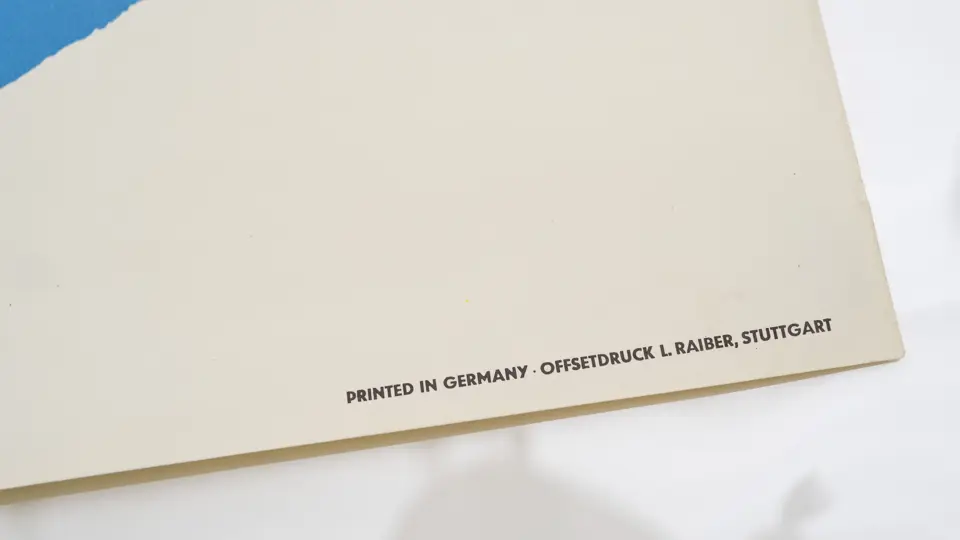 PRINTED IN GERMANY · OFFSETDRUCK L. RAIBER, STUTTGART